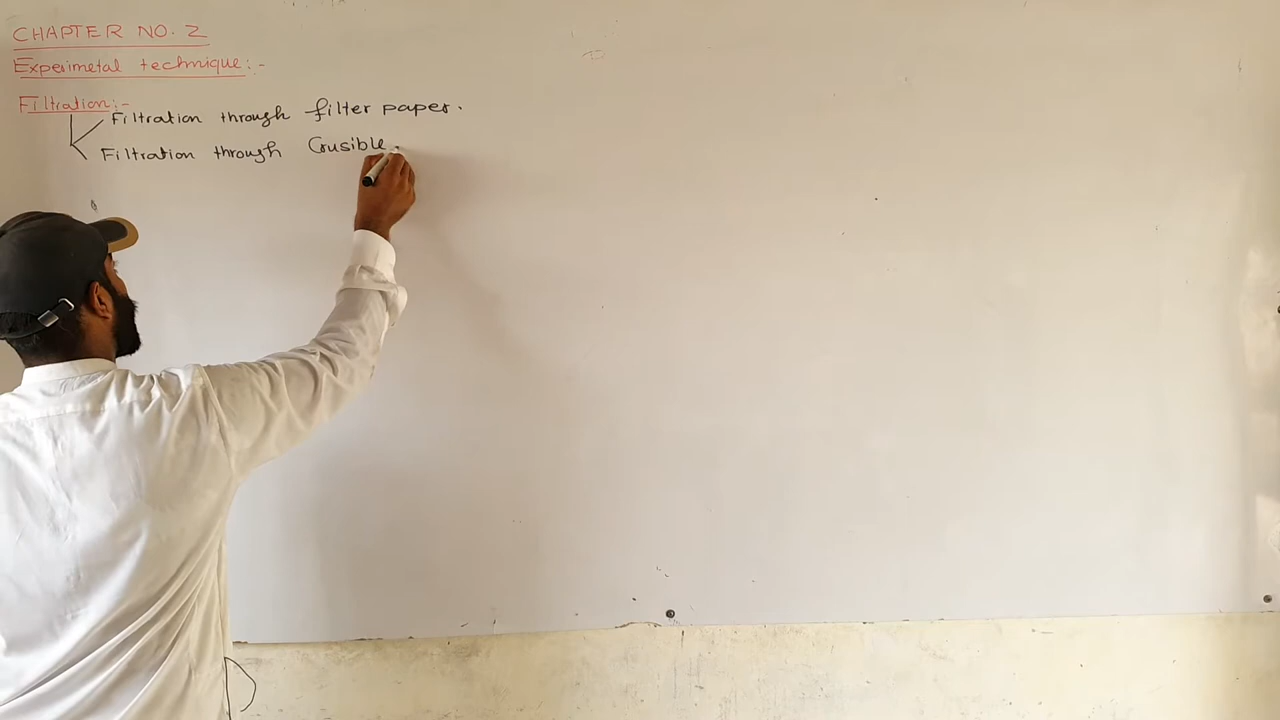 CHAPTER NO. 2
Experimetal technique:-
Filtration:-
Filtration through filter paper.
Filtration through Crusible.